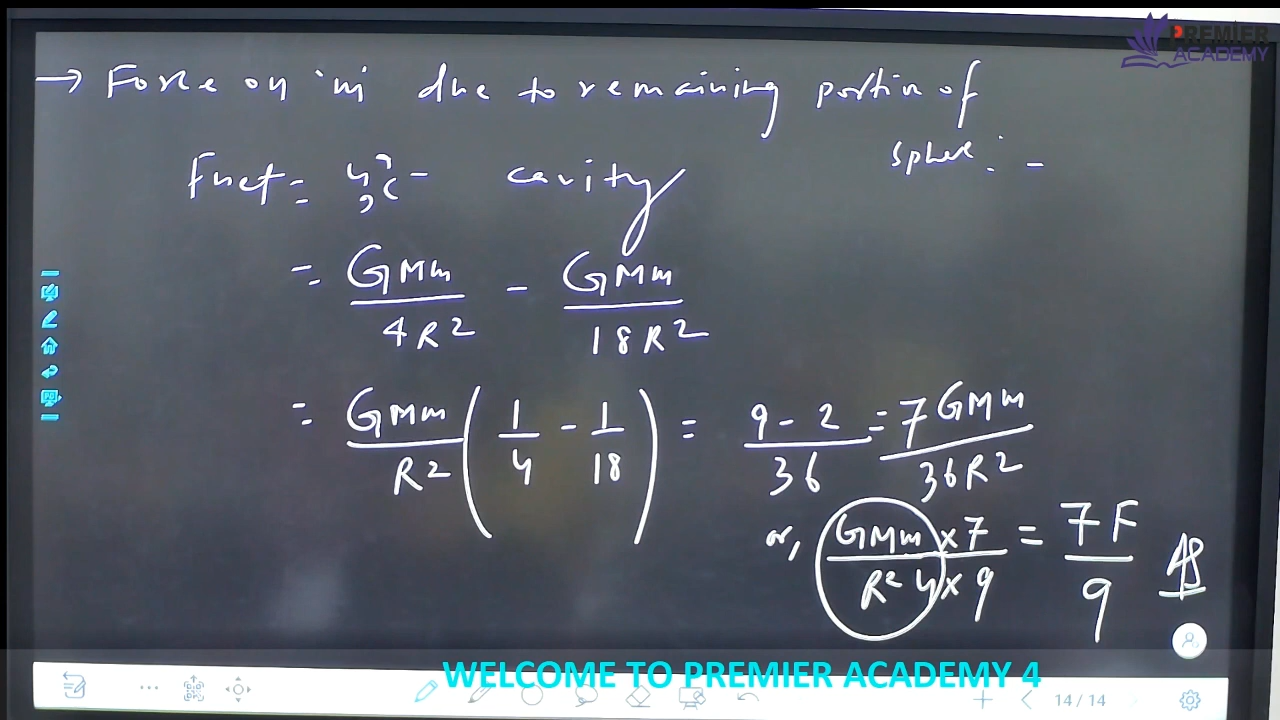 PREMIER
ACADEMY
→ Force on 'm' due to remaining portion of
sphere :-
Fnet = - cavity
= GMm/4R² - GMm/18R²
= GMm/R² (1/4 - 1/18) = 9-2/36 = 7GMm/36R²
or, GMm×7/R²4×9 = 7F/9
WELCOME TO PREMIER ACADEMY 4
14 / 14